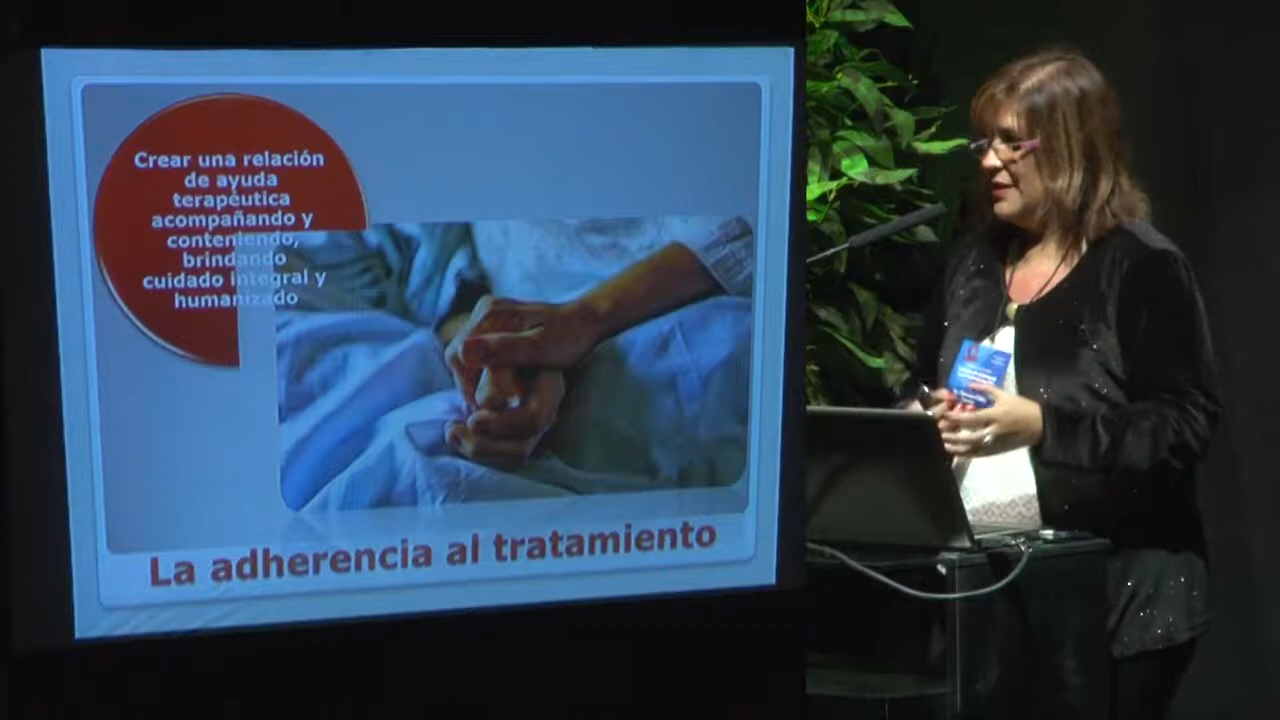 Crear una relación
de ayuda
terapéutica
acompañando y
conteniendo,
brindando
cuidado integral y
humanizado
La adherencia al tratamiento